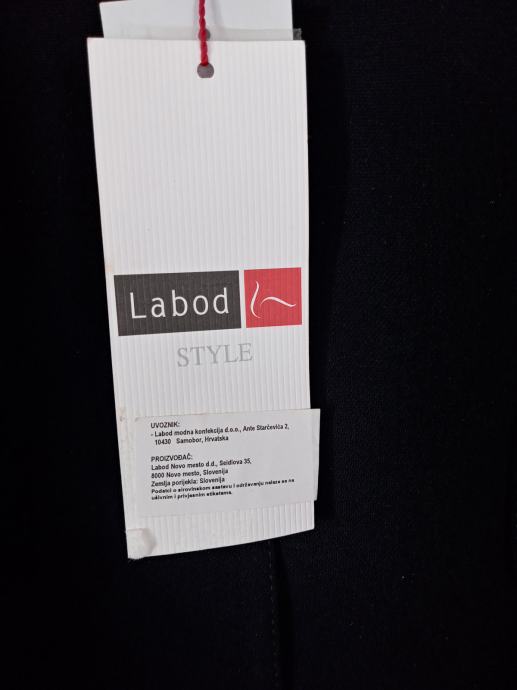 Labod
STYLE
UVOZNIK:
- Labod modna konfekcija d.o.o., Ante Starčevića 2,
10430 Samobor, Hrvatska
PROIZVOĐAČ:
Labod Novo mesto d.d., Seidlova 35,
8000 Novo mesto, Slovenija
Zemlja porijekla: Slovenija
Podatci o sirovinskom sastavu i održavanju nalaze se na
ušivnim i privjesnim etiketama.